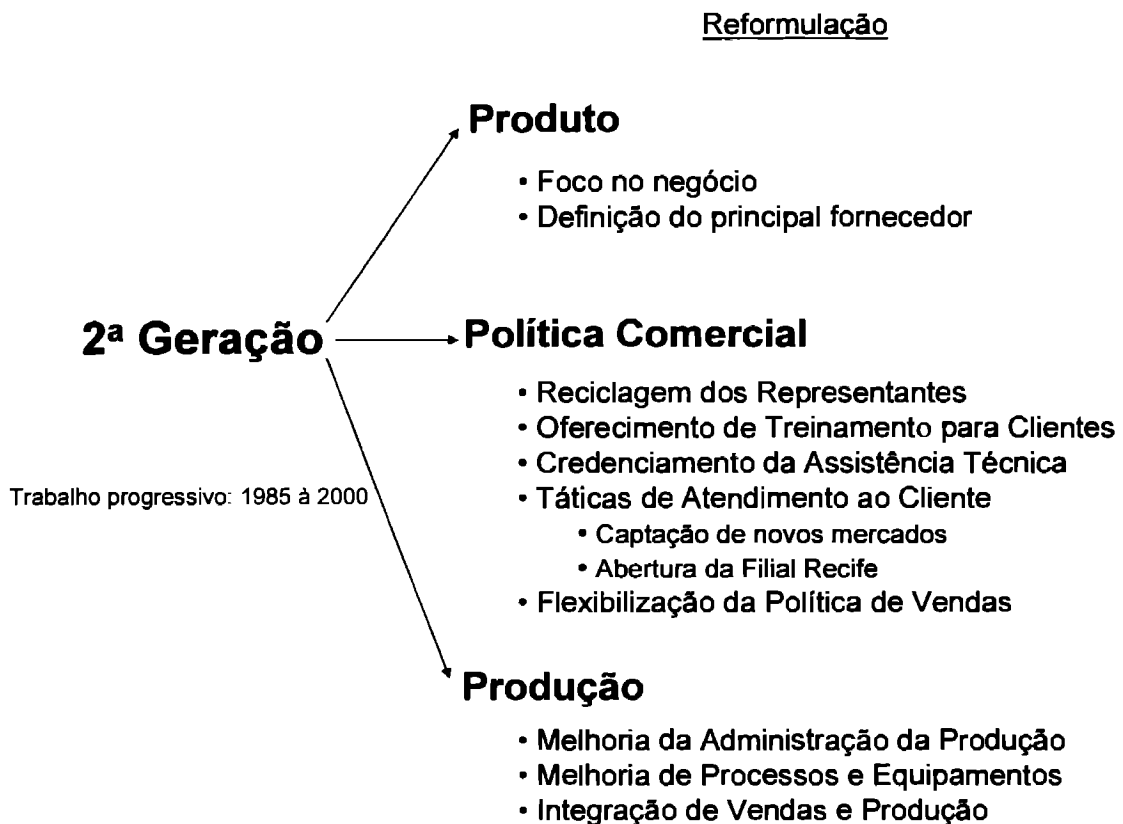 Reformulação
Produto
• Foco no negócio
• Definição do principal fornecedor
2ª Geração
Política Comercial
• Reciclagem dos Representantes
• Oferecimento de Treinamento para Clientes
• Credenciamento da Assistência Técnica
• Táticas de Atendimento ao Cliente
• Captação de novos mercados
• Abertura da Filial Recife
• Flexibilização da Política de Vendas
Trabalho progressivo: 1985 à 2000
Produção
• Melhoria da Administração da Produção
• Melhoria de Processos e Equipamentos
• Integração de Vendas e Produção